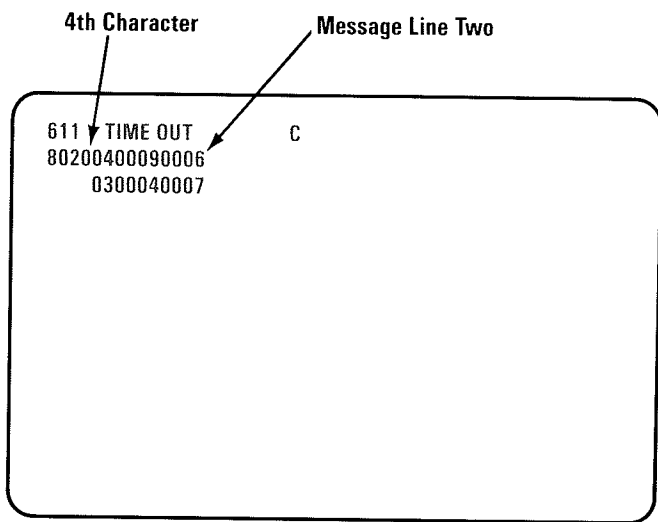 4th Character
Message Line Two
611 TIME OUT C
80200400090006
0300040007